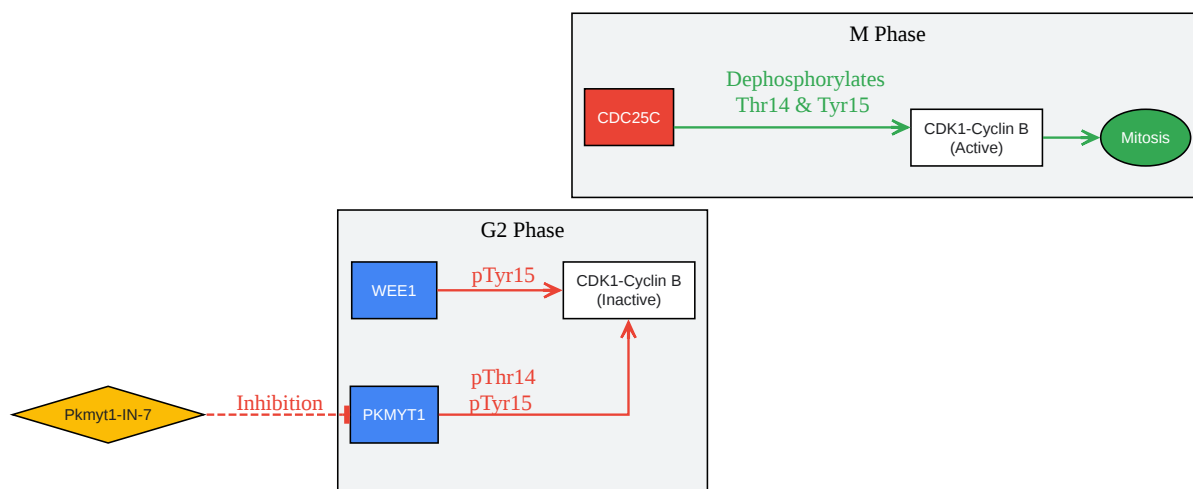 M Phase
Dephosphorylates
Thr14 & Tyr15
CDC25C
CDK1-Cyclin B
(Active)
Mitosis
G2 Phase
WEE1
pTyr15
CDK1-Cyclin B
(Inactive)
Pkmyt1-IN-7
Inhibition
PKMYT1
pThr14
pTyr15